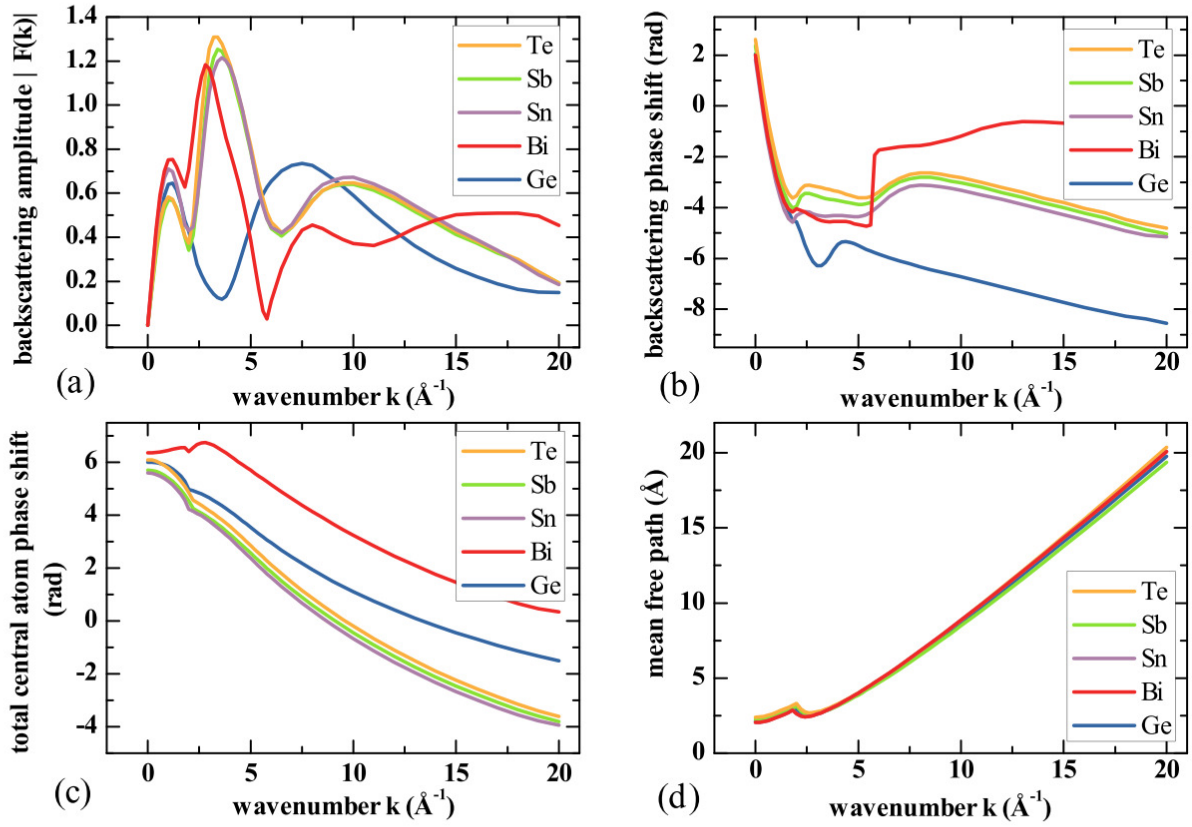 backscattering amplitude | F(k)|
1.4
1.2
1.0
0.8
0.6
0.4
0.2
0.0
Te
Sb
Sn
Bi
Ge
0 5 10 15 20
wavenumber k (Å⁻¹)
(a)
backscattering phase shift (rad)
2
0
-2
-4
-6
-8
Te
Sb
Sn
Bi
Ge
0 5 10 15 20
wavenumber k (Å⁻¹)
(b)
total central atom phase shift
(rad)
6
4
2
0
-2
-4
Te
Sb
Sn
Bi
Ge
0 5 10 15 20
wavenumber k (Å⁻¹)
(c)
mean free path (Å)
20
15
10
5
0
Te
Sb
Sn
Bi
Ge
0 5 10 15 20
wavenumber k (Å⁻¹)
(d)